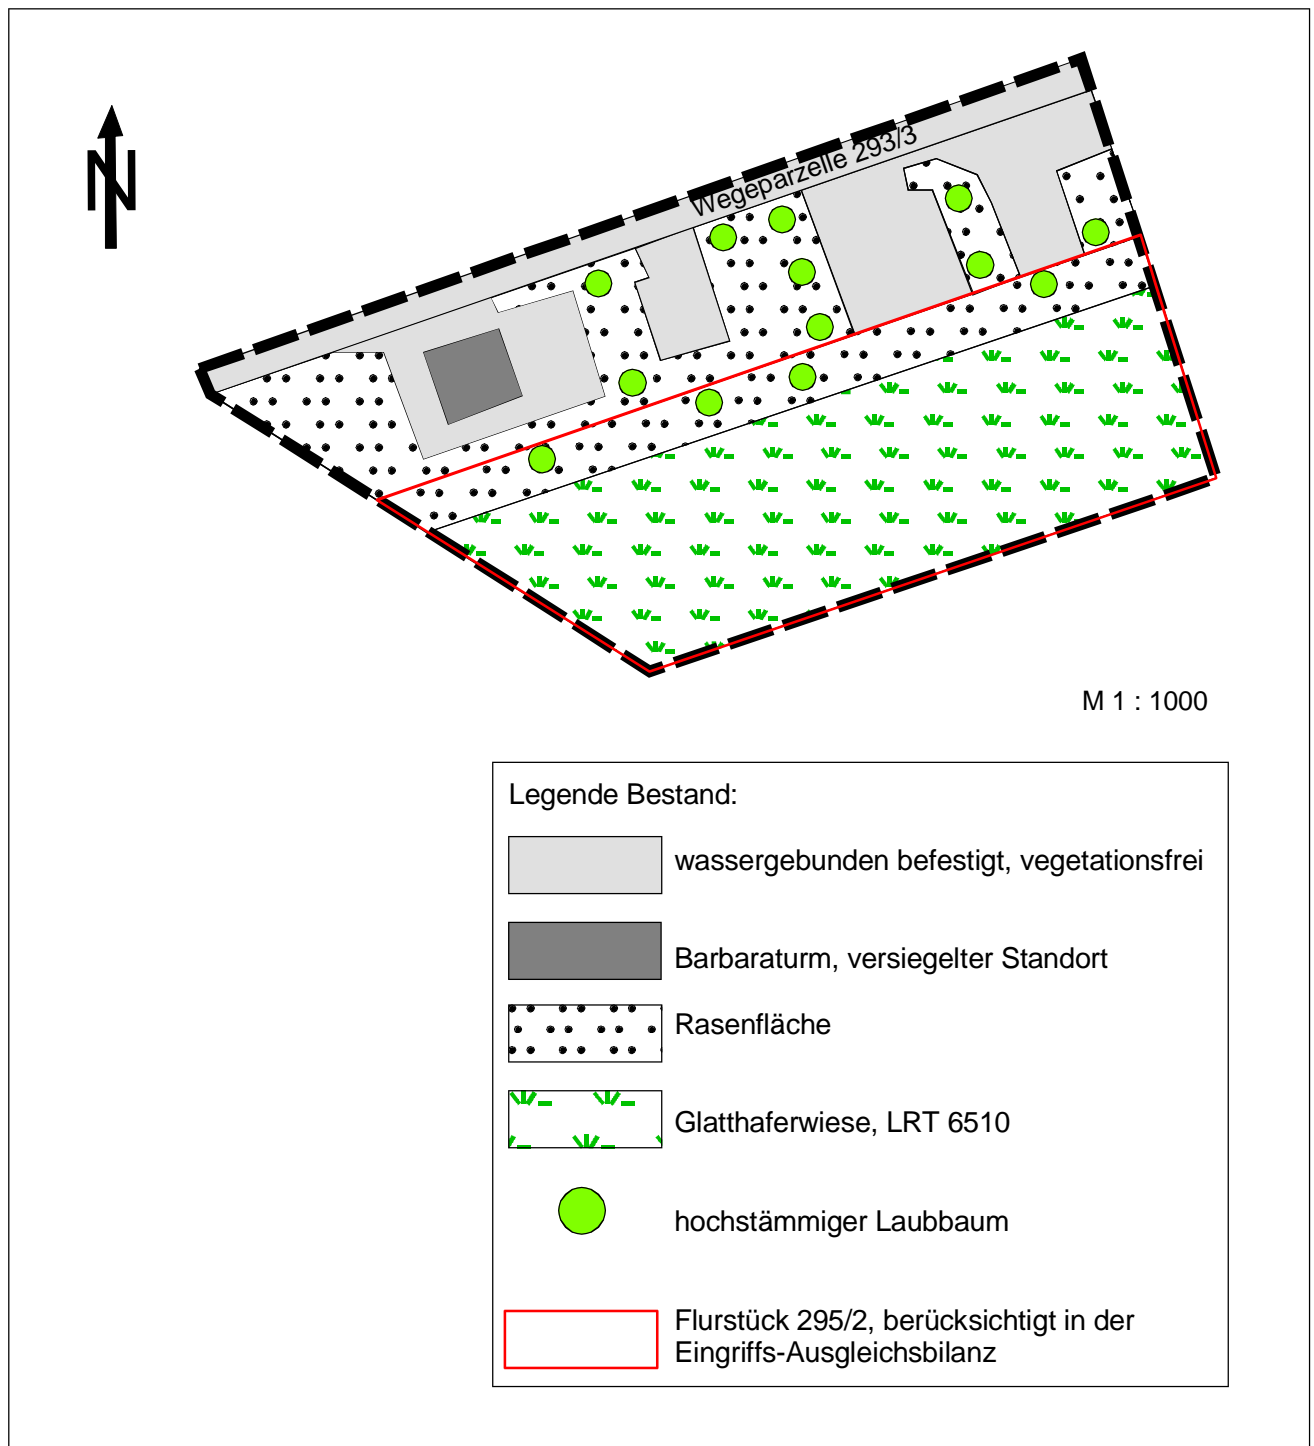 N
Wegeparzelle 293/3
M 1 : 1000
Legende Bestand:
wassergebunden befestigt, vegetationsfrei
Barbaraturm, versiegelter Standort
Rasenfläche
Glatthaferwiese, LRT 6510
hochstämmiger Laubbaum
Flurstück 295/2, berücksichtigt in der
Eingriffs-Ausgleichsbilanz